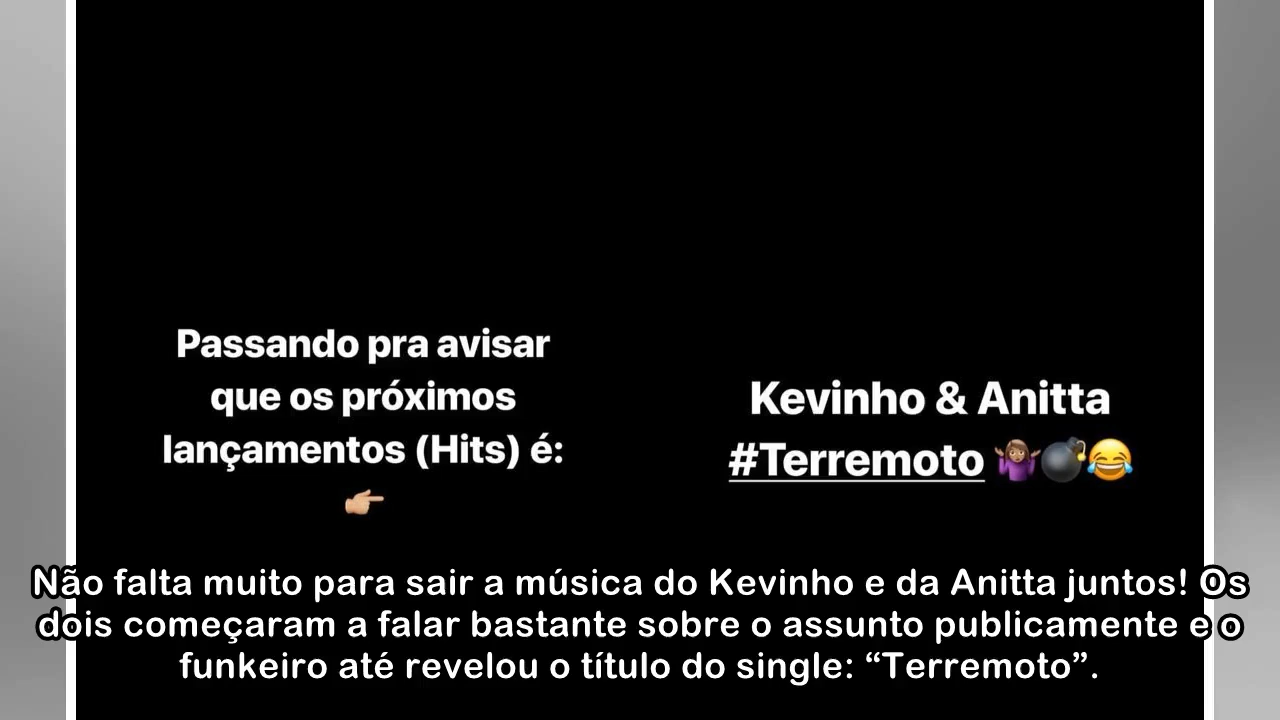 Passando pra avisar
que os próximos
lançamentos (Hits) é:
👉🏼
Kevinho & Anitta
#Terremoto 🤷🏽‍♀️💣😂
Não falta muito para sair a música do Kevinho e da Anitta juntos! Os
dois começaram a falar bastante sobre o assunto publicamente e o
funkeiro até revelou o título do single: “Terremoto”.